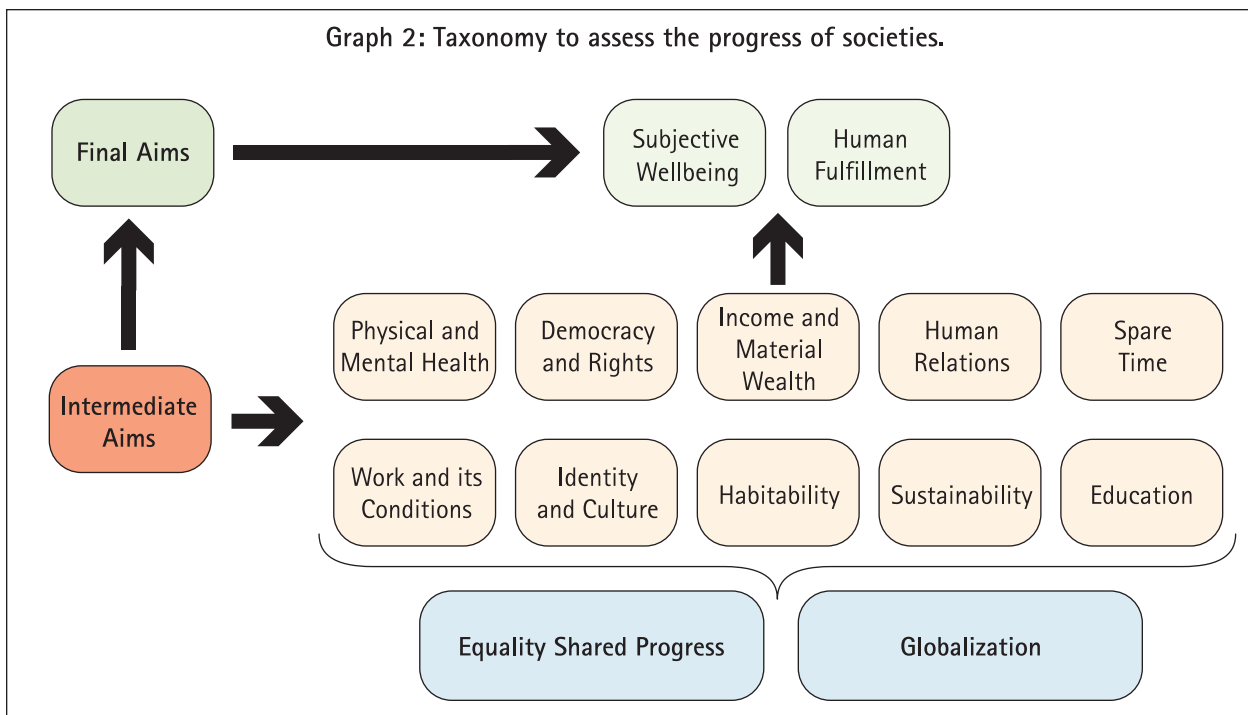 Graph 2: Taxonomy to assess the progress of societies.
Final Aims
Subjective
Wellbeing
Human
Fulfillment
Intermediate
Aims
Physical and
Mental Health
Democracy
and Rights
Income and
Material
Wealth
Human
Relations
Spare
Time
Work and its
Conditions
Identity
and Culture
Habitability
Sustainability
Education
Equality Shared Progress
Globalization